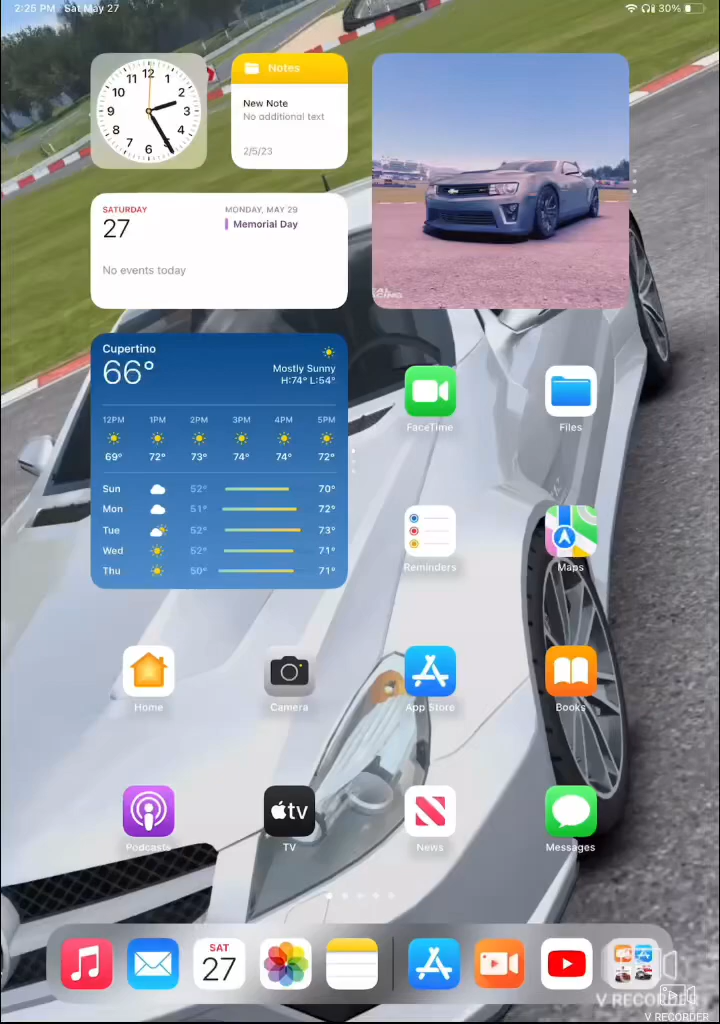 2:25 PM Sat May 27
30%
12
11
1
10
2
9
3
8
4
7
5
6
Notes
New Note
No additional text
2/5/23
SATURDAY
27
No events today
MONDAY, MAY 29
Memorial Day
Cupertino
66°
Mostly Sunny
H:74° L:54°
12PM 1PM 2PM 3PM 4PM 5PM
69° 72° 73° 74° 74° 72°
Sun 52° 70°
Mon 51° 72°
Tue 52° 73°
Wed 52° 71°
Thu 50° 71°
FaceTime
Files
Reminders
Maps
Home
Camera
App Store
Books
Podcasts
tv
TV
News
Messages
SAT
27
V RECORDER
V RECORDER